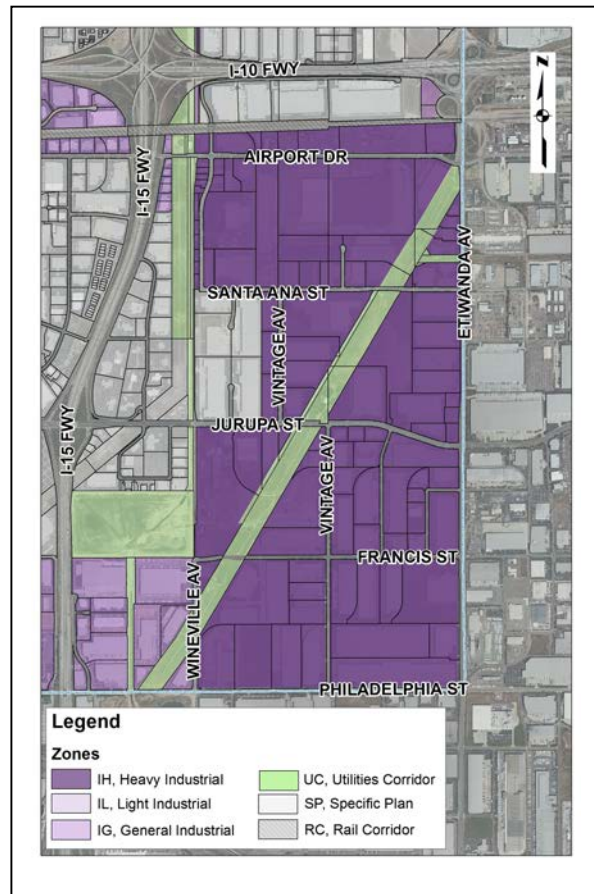 I-10 FWY
N
AIRPORT DR
I-15 FWY
ETIWANDA AV
SANTA ANA ST
VINTAGE AV
JURUPA ST
I-15 FWY
VINTAGE AV
FRANCIS ST
WINEVILLE AV
PHILADELPHIA ST
Legend
Zones
IH, Heavy Industrial
IL, Light Industrial
IG, General Industrial
UC, Utilities Corridor
SP, Specific Plan
RC, Rail Corridor